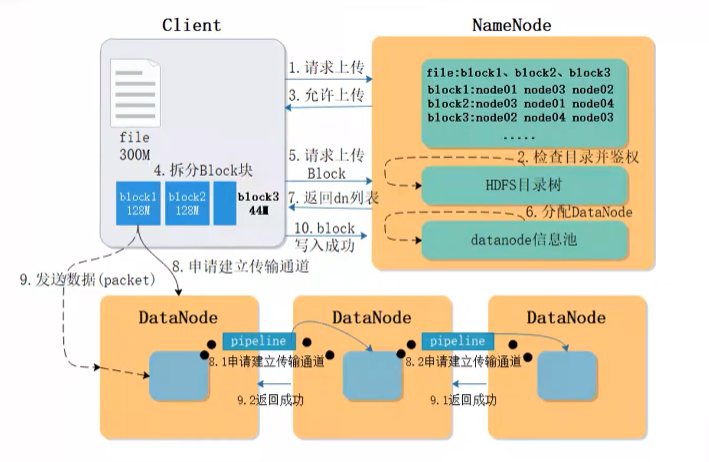 Client
NameNode
1.请求上传
3.允许上传
file:block1、block2、block3
block1:node01 node03 node02
block2:node03 node01 node04
block3:node02 node04 node03
.....
file
300M
4.拆分Block块
block1
128M
block2
128M
block3
44M
5.请求上传
Block
7.返回dn列表
10.block
写入成功
2.检查目录并鉴权
HDFS目录树
6.分配DataNode
datanode信息池
9.发送数据(packet)
8.申请建立传输通道
DataNode
DataNode
DataNode
pipeline
pipeline
8.1申请建立传输通道
8.2申请建立传输通道
9.2返回成功
9.1返回成功